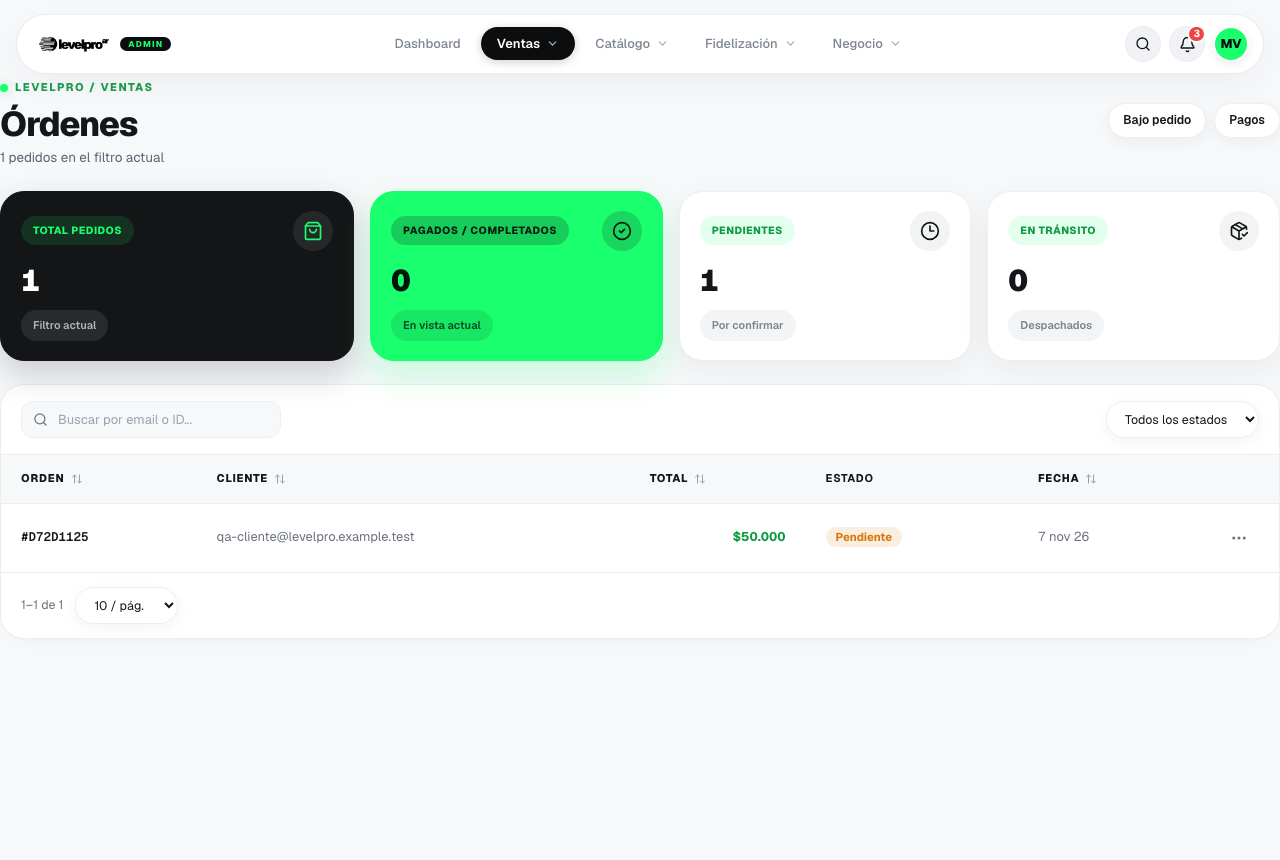 levelpro
ADMIN
Dashboard
Ventas
Catálogo
Fidelización
Negocio
3
MV
LEVELPRO / VENTAS
Órdenes
1 pedidos en el filtro actual
Bajo pedido
Pagos
TOTAL PEDIDOS
1
Filtro actual
PAGADOS / COMPLETADOS
0
En vista actual
PENDIENTES
1
Por confirmar
EN TRÁNSITO
0
Despachados
Buscar por email o ID...
Todos los estados
ORDEN CLIENTE TOTAL ESTADO FECHA
#D72D1125 qa-cliente@levelpro.example.test $50.000 Pendiente 7 nov 26
1–1 de 1 10 / pág.